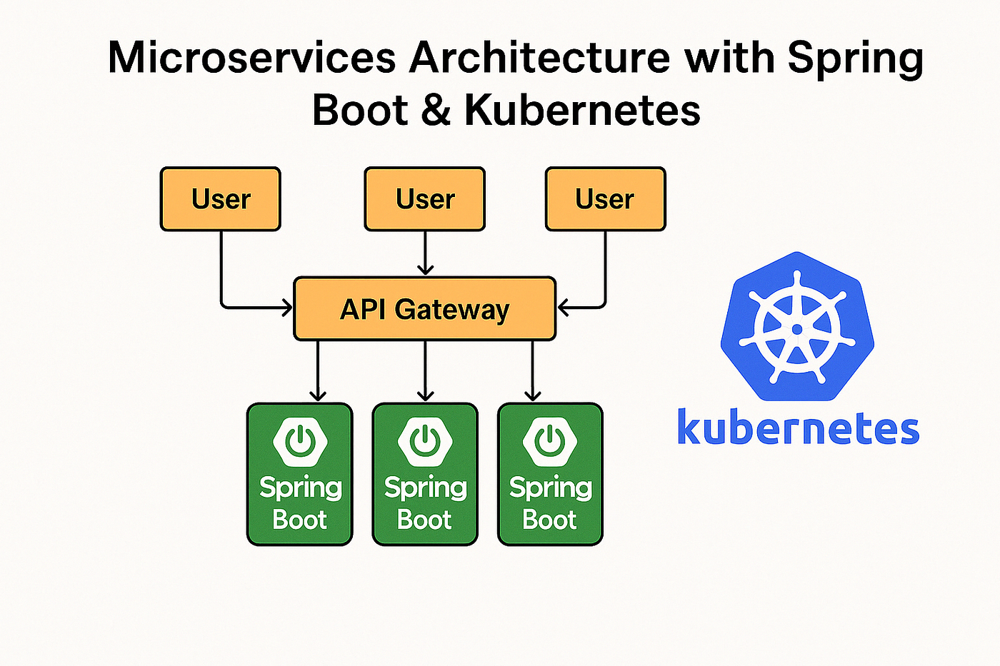 Microservices Architecture with Spring
Boot & Kubernetes
User
User
User
API Gateway
Spring
Boot
Spring
Boot
Spring
Boot
kubernetes